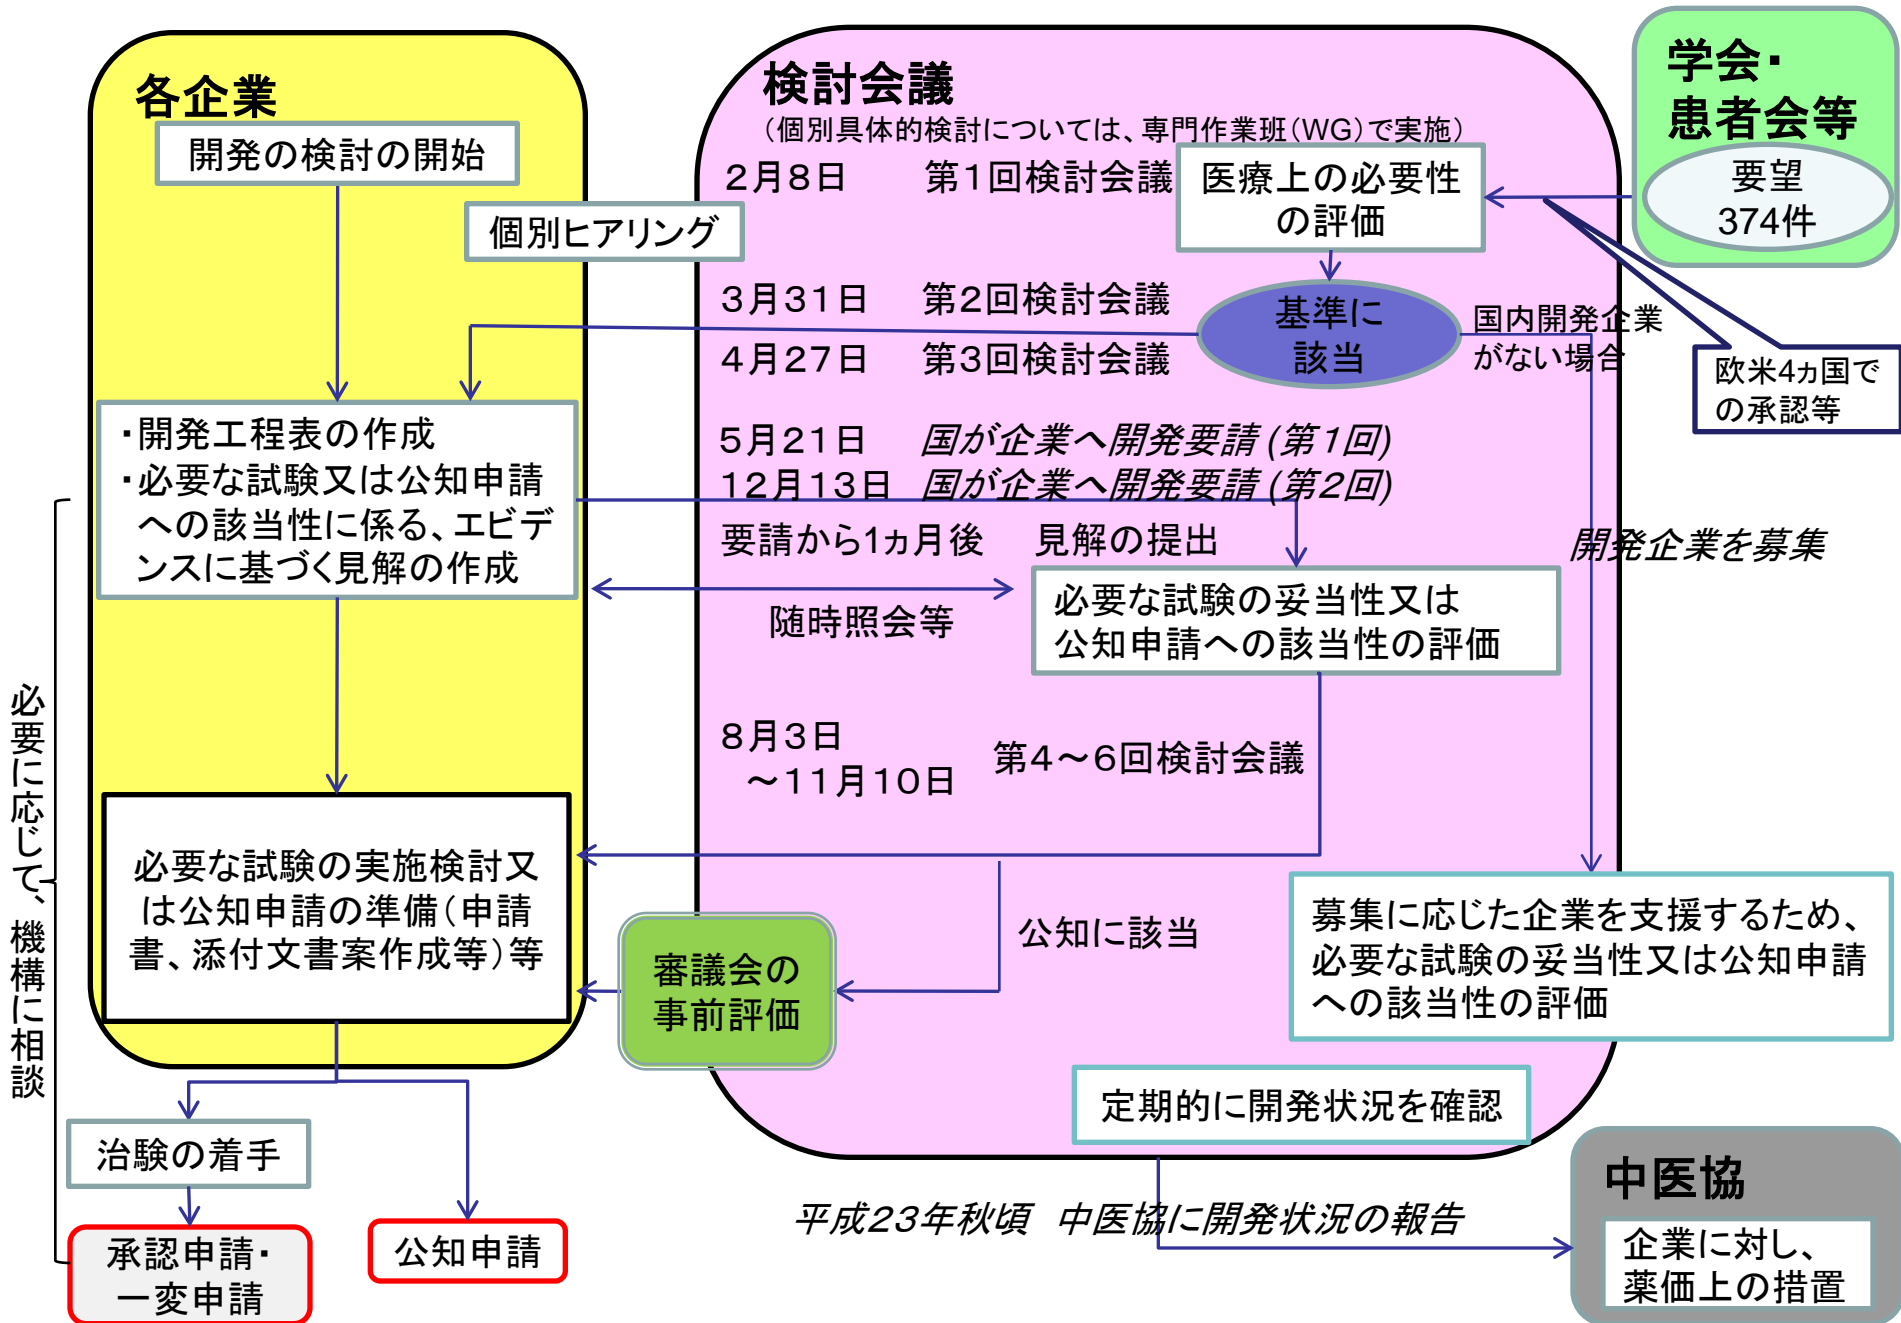 各企業
開発の検討の開始
個別ヒアリング
・開発工程表の作成
・必要な試験又は公知申請
への該当性に係る、エビデ
ンスに基づく見解の作成
必要な試験の実施検討又
は公知申請の準備（申請
書、添付文書案作成等）等
治験の着手
承認申請・
一変申請
公知申請
必要に応じて、機構に相談
検討会議
（個別具体的検討については、専門作業班（WG）で実施）
２月８日 第１回検討会議
医療上の必要性
の評価
３月３１日 第２回検討会議
４月２７日 第３回検討会議
基準に
該当
国内開発企業
がない場合
５月２１日 国が企業へ開発要請（第１回）
１２月１３日 国が企業へ開発要請（第２回）
要請から1ヵ月後 見解の提出
随時照会等
必要な試験の妥当性又は
公知申請への該当性の評価
開発企業を募集
８月３日
～１１月１０日
第４～６回検討会議
公知に該当
審議会の
事前評価
募集に応じた企業を支援するため、
必要な試験の妥当性又は公知申請
への該当性の評価
定期的に開発状況を確認
平成２３年秋頃 中医協に開発状況の報告
学会・
患者会等
要望
374件
欧米4ヵ国で
の承認等
中医協
企業に対し、
薬価上の措置